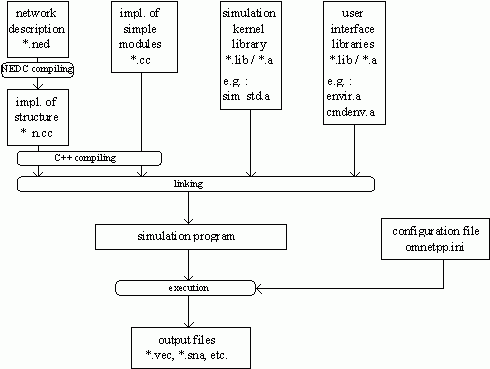 network
description
*.ned
NEDC compiling
impl. of
structure
* n.cc
impl. of
simple
modules
*.cc
C++ compiling
simulation
kernel
library
*.lib / *.a
e.g, :
sim std.a
user
interface
libraries
*.lib / *.a
e.g. :
envir.a
cmdenv.a
linking
simulation program
configuration file
omnetpp.ini
execution
output files
*.vec, *.sna, etc.